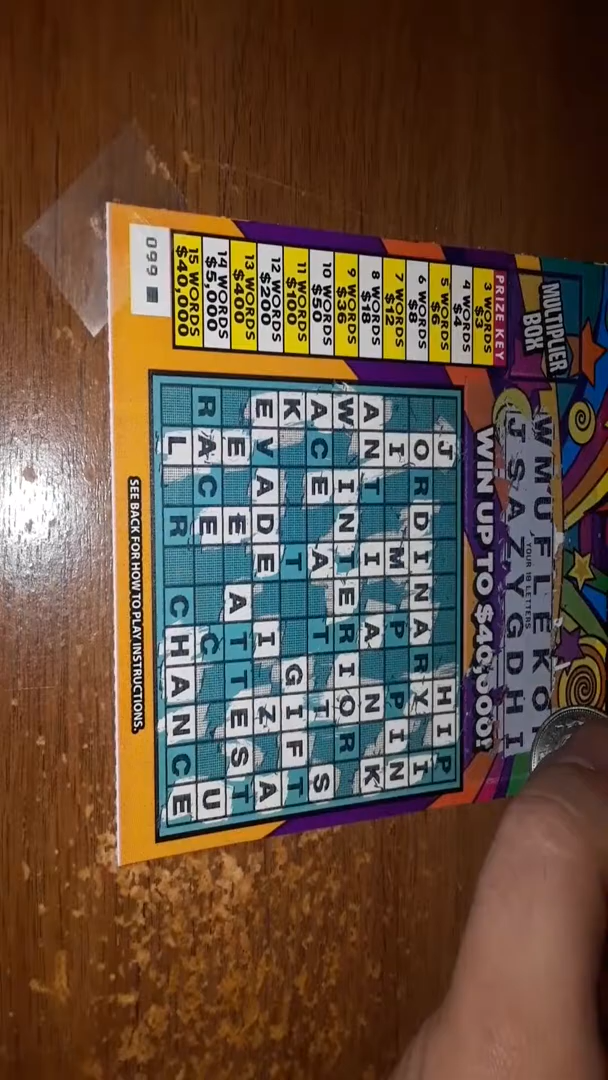 MULTIPLIER
BOX
W M U F L E K O
YOUR 18 LETTERS
J S A Z Y G D H I
WIN UP TO $40,000!
PRIZE KEY
3 WORDS
$3
4 WORDS
$4
5 WORDS
$6
6 WORDS
$8
7 WORDS
$12
8 WORDS
9 WORDS
$36
10 WORDS
$50
11 WORDS
$100
12 WORDS
$200
13 WORDS
$400
14 WORDS
$5,000
15 WORDS
$40,000
J H I P
O R D I N A R Y I
I M P P I N
A N T I A N K
W I N T E R I O R
A C E A T T S
K T G I F T
E V A D E I Z A
E E A T T E S T
R A C E C U
L R C H A N C E
SEE BACK FOR HOW TO PLAY INSTRUCTIONS.
099